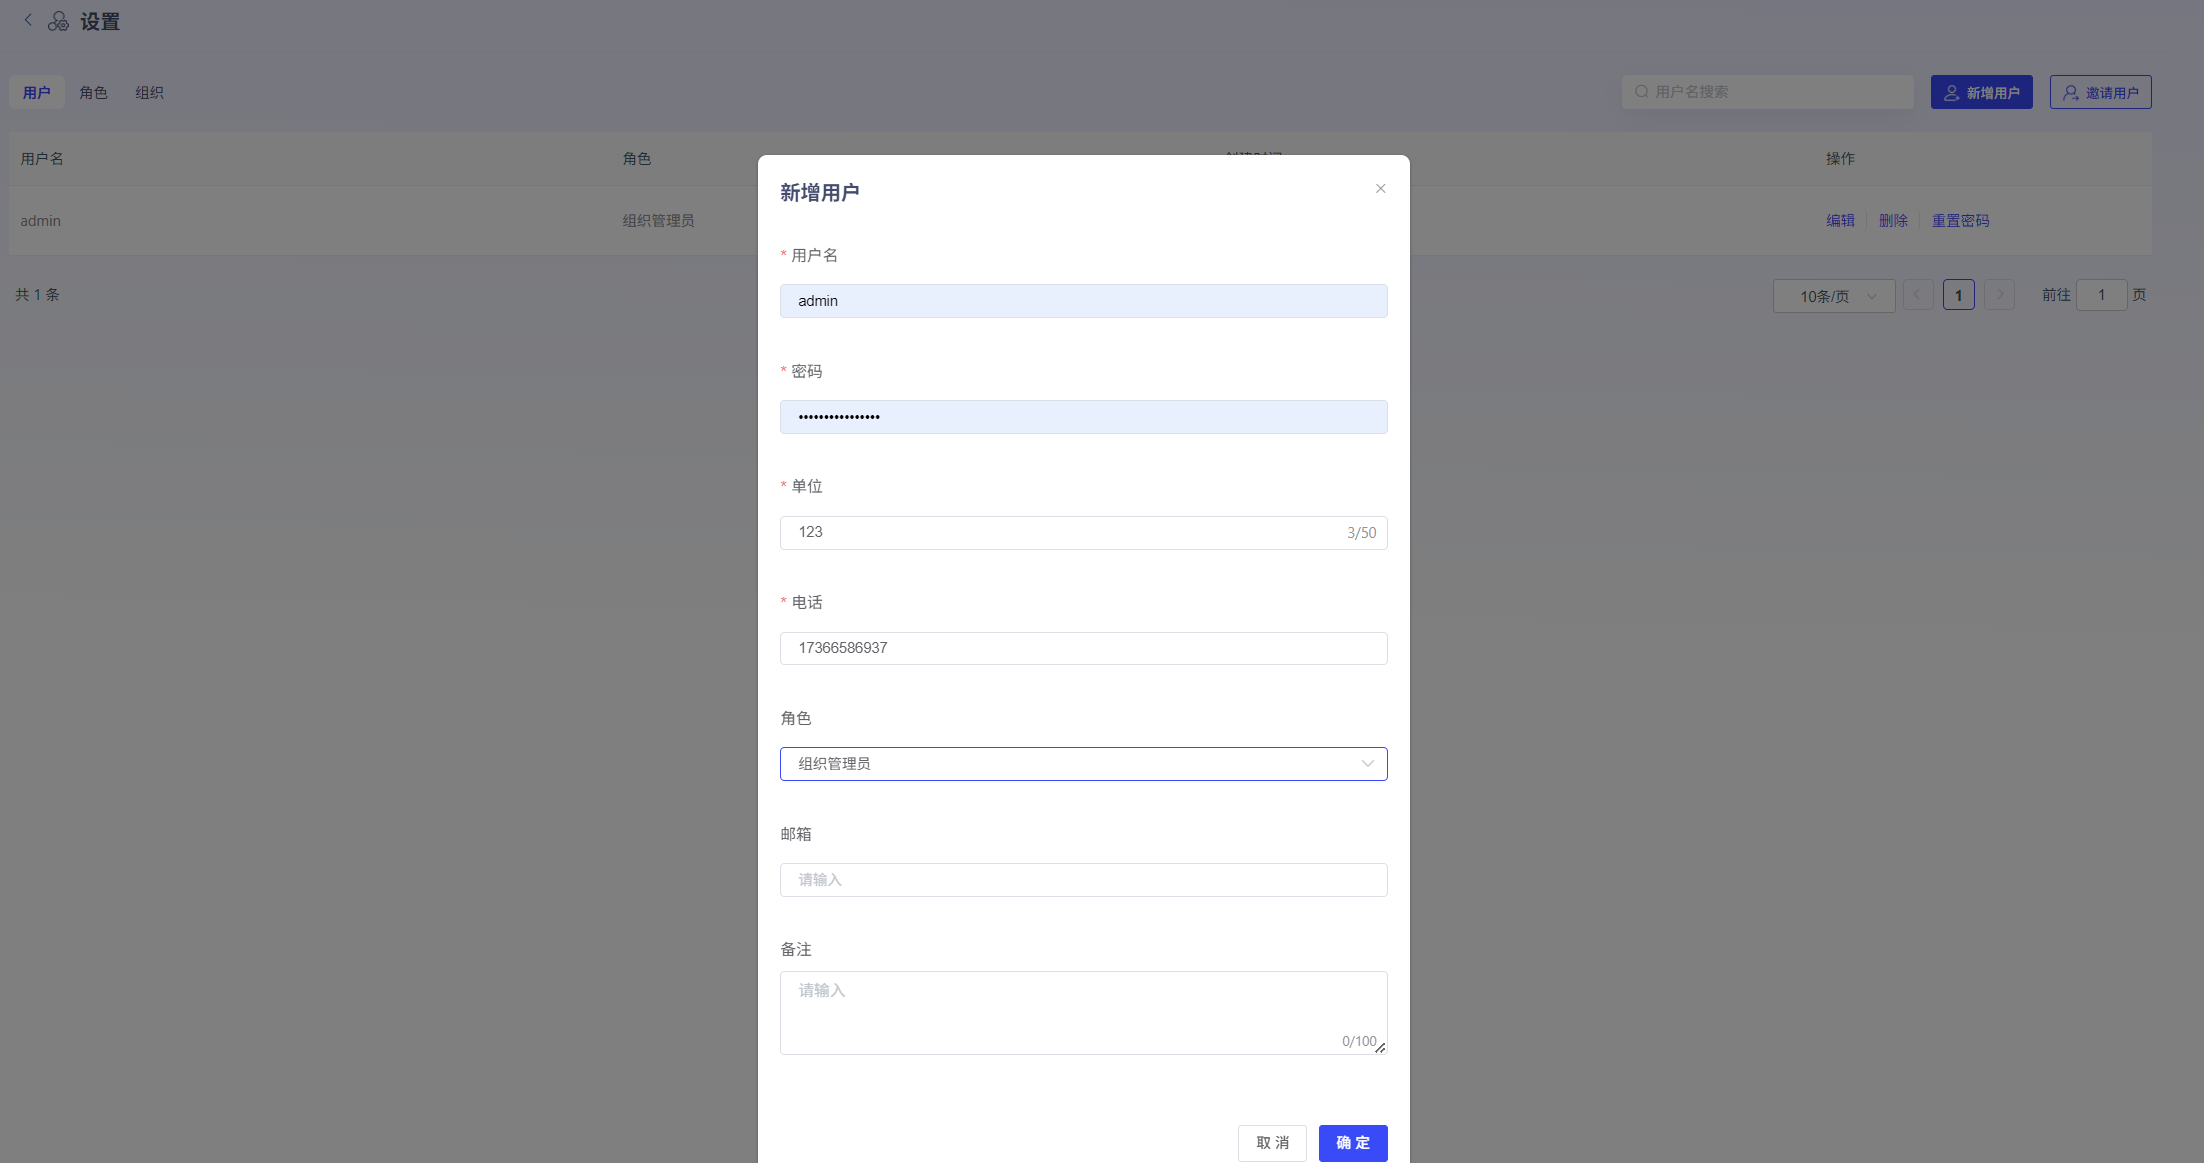 设置
用户 角色 组织
用户名搜索
新增用户
邀请用户
用户名 角色 操作
admin 组织管理员 编辑 删除 重置密码
共 1 条
10条/页
1
前往 1 页
新增用户
* 用户名
admin
* 密码
••••••••••••••••
* 单位
123
3/50
* 电话
17366586937
角色
组织管理员
邮箱
请输入
备注
请输入
0/100
取 消
确 定